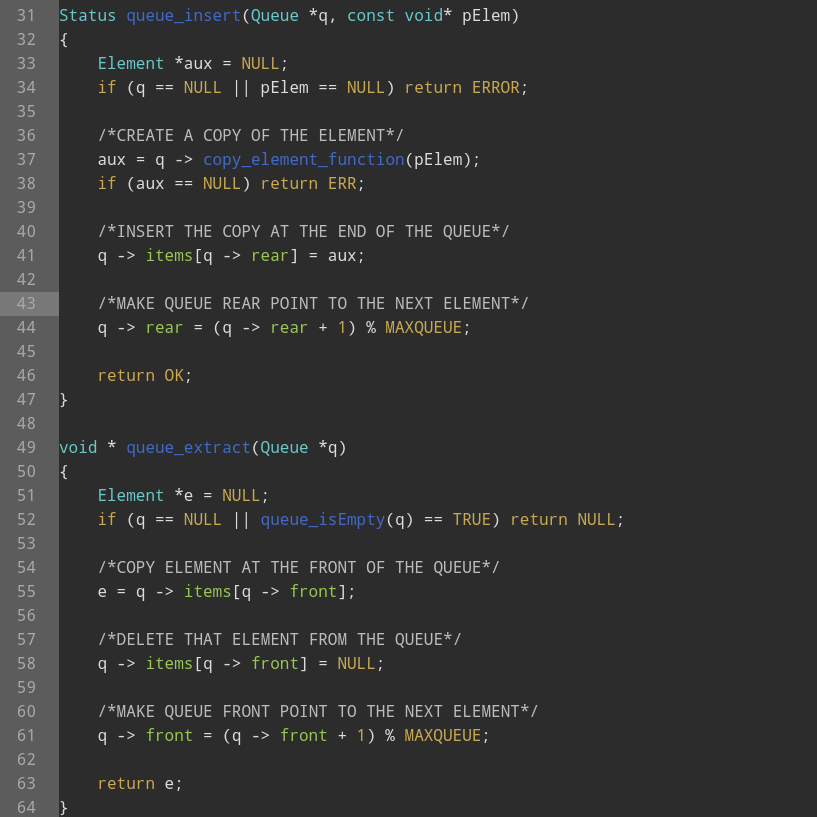 31 Status queue_insert(Queue *q, const void* pElem)
32 {
33     Element *aux = NULL;
34     if (q == NULL || pElem == NULL) return ERROR;
35
36     /*CREATE A COPY OF THE ELEMENT*/
37     aux = q -> copy_element_function(pElem);
38     if (aux == NULL) return ERR;
39
40     /*INSERT THE COPY AT THE END OF THE QUEUE*/
41     q -> items[q -> rear] = aux;
42
43     /*MAKE QUEUE REAR POINT TO THE NEXT ELEMENT*/
44     q -> rear = (q -> rear + 1) % MAXQUEUE;
45
46     return OK;
47 }
48
49 void * queue_extract(Queue *q)
50 {
51     Element *e = NULL;
52     if (q == NULL || queue_isEmpty(q) == TRUE) return NULL;
53
54     /*COPY ELEMENT AT THE FRONT OF THE QUEUE*/
55     e = q -> items[q -> front];
56
57     /*DELETE THAT ELEMENT FROM THE QUEUE*/
58     q -> items[q -> front] = NULL;
59
60     /*MAKE QUEUE FRONT POINT TO THE NEXT ELEMENT*/
61     q -> front = (q -> front + 1) % MAXQUEUE;
62
63     return e;
64 }